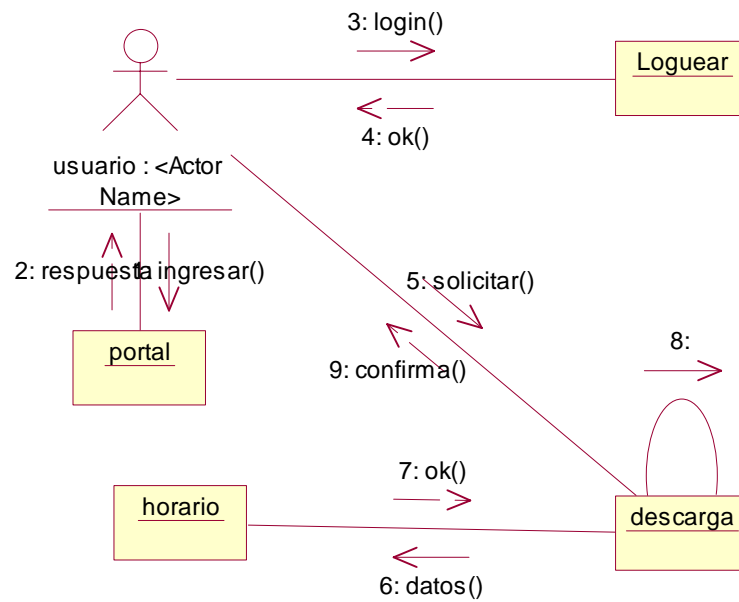 3: login()
Loguear
4: ok()
usuario : <Actor
Name>
2: respuesta
1: ingresar()
5: solicitar()
portal
9: confirma()
8:
7: ok()
horario
descarga
6: datos()